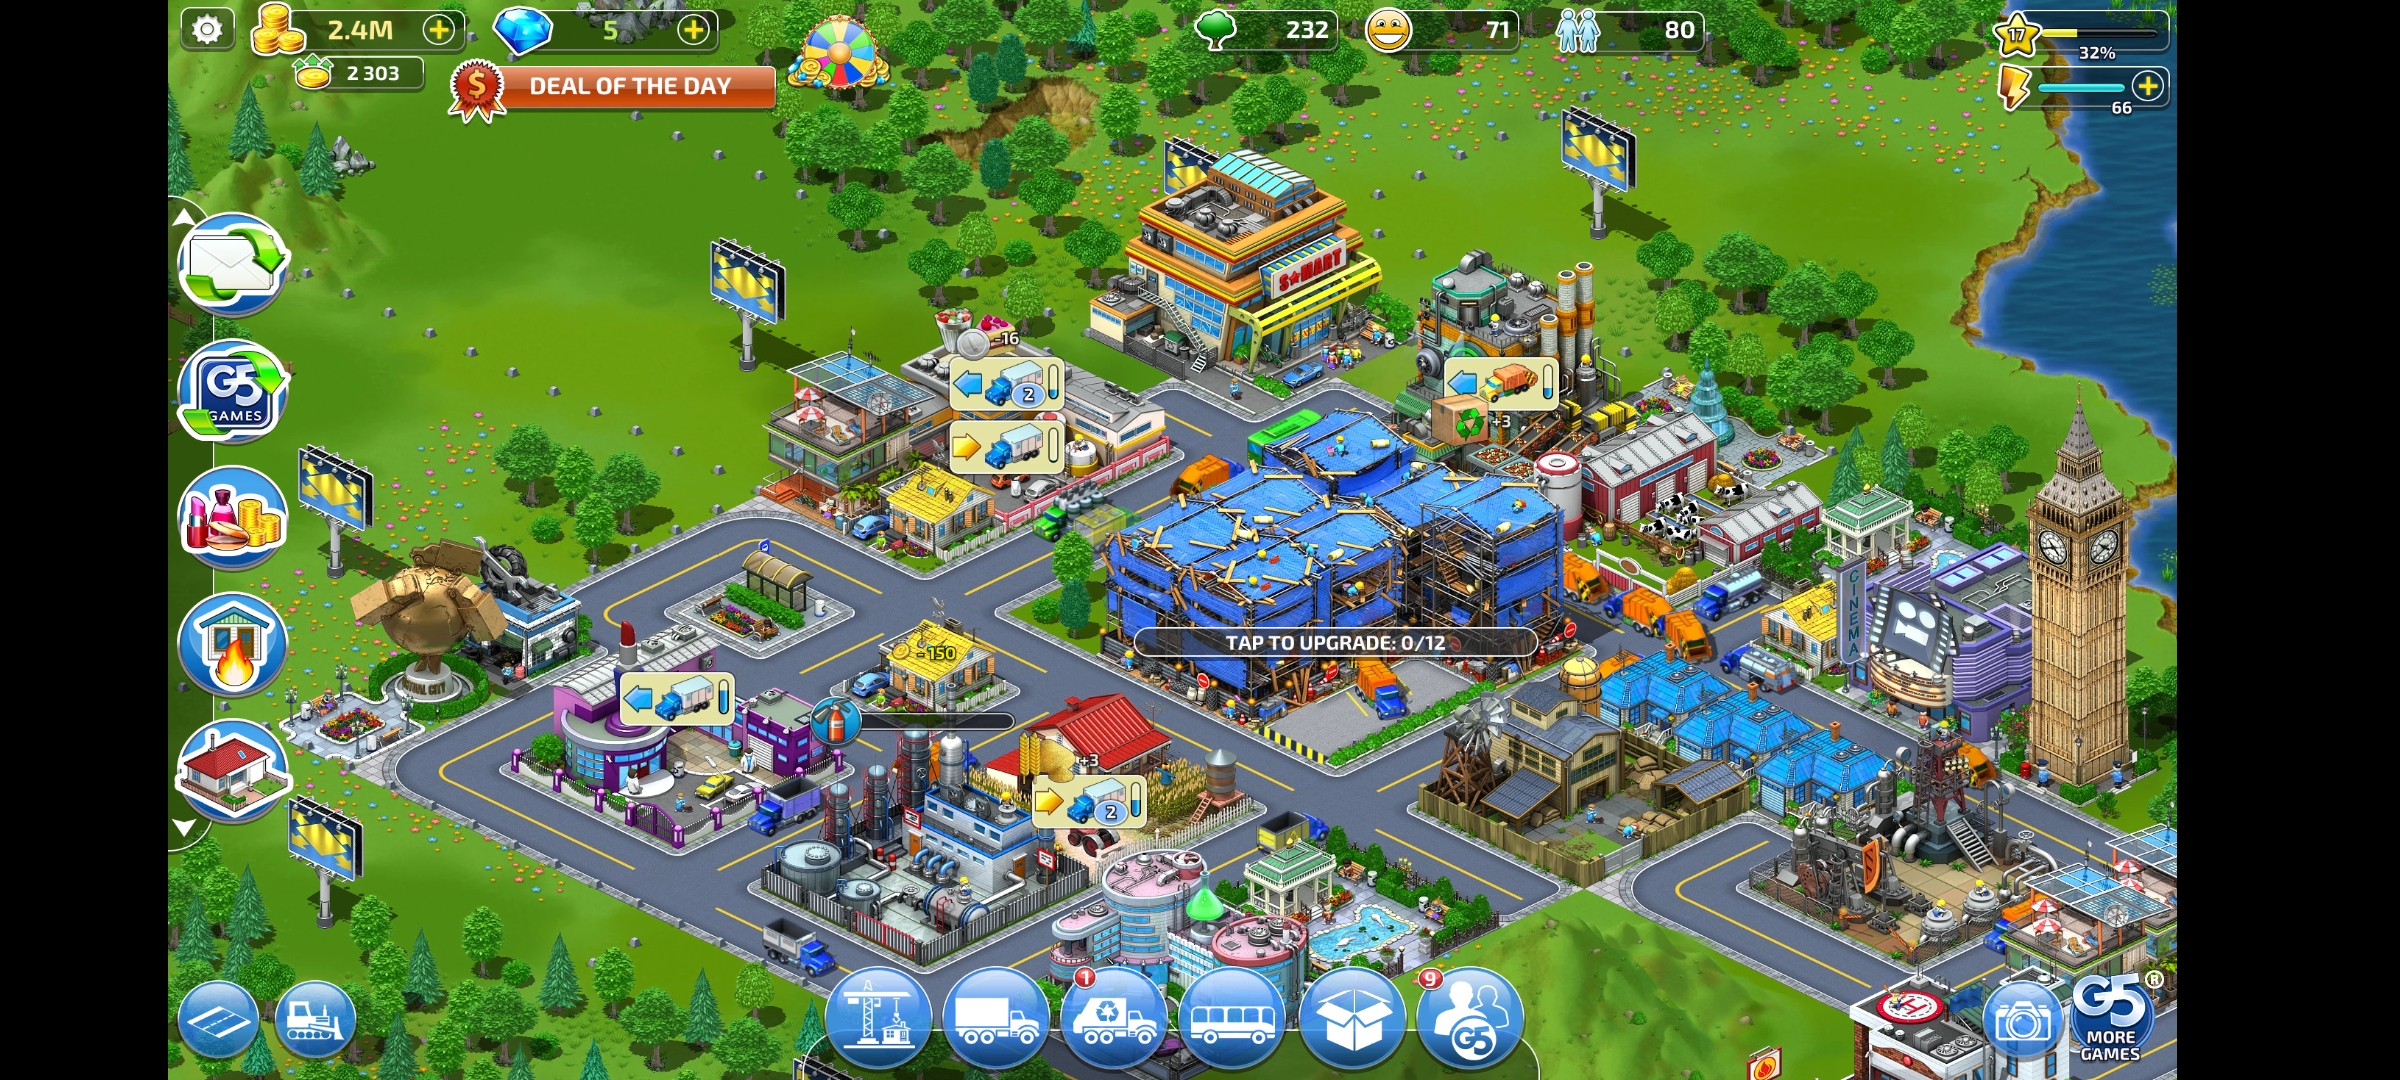 2.4M
5
232
71
80
17
32%
2 303
DEAL OF THE DAY
66
S★MART
-16
2
+3
G5
GAMES
CINEMA
TAP TO UPGRADE: 0/12
-150
+3
2
1
9
G5
G5 ®
MORE
GAMES